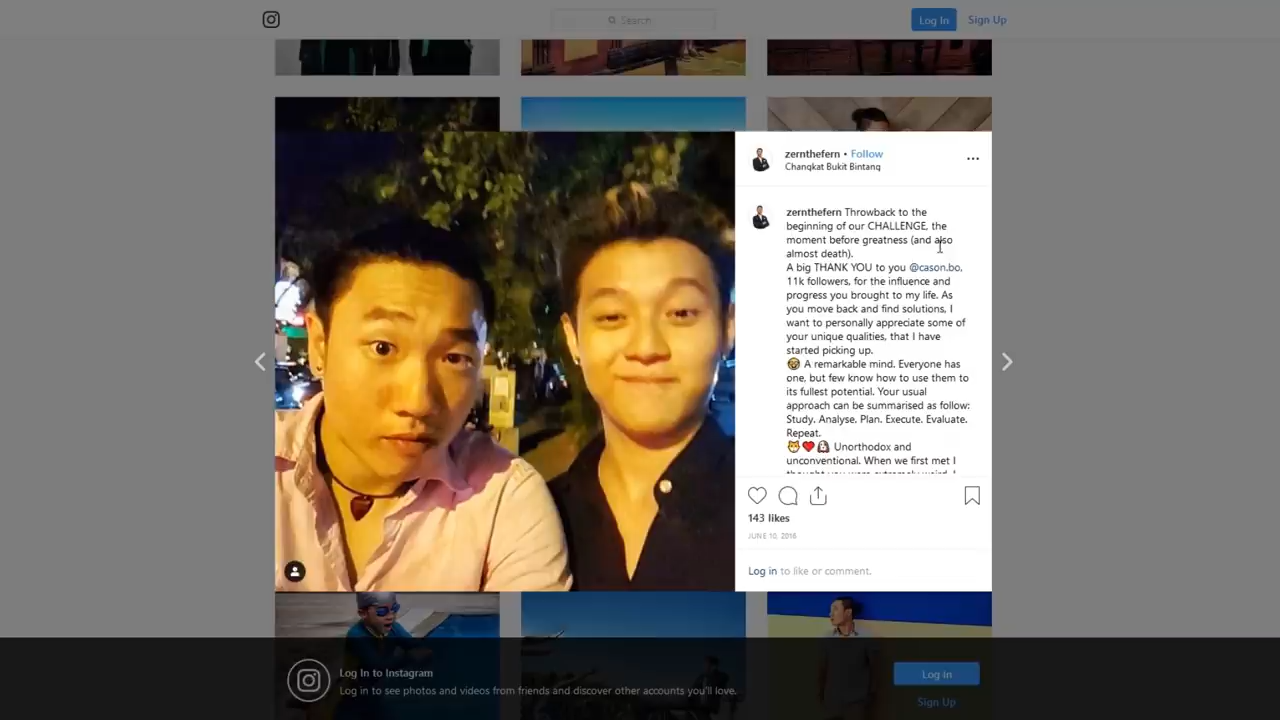 Search
Log In
Sign Up
zernthefern • Follow
Changkat Bukit Bintang
zernthefern Throwback to the
beginning of our CHALLENGE, the
moment before greatness (and also
almost death).
A big THANK YOU to you @cason.bo,
11k followers, for the influence and
progress you brought to my life. As
you move back and find solutions, I
want to personally appreciate some of
your unique qualities, that I have
started picking up.
A remarkable mind. Everyone has
one, but few know how to use them to
its fullest potential. Your usual
approach can be summarised as follow:
Study. Analyse. Plan. Execute. Evaluate.
Repeat.
Unorthodox and
unconventional. When we first met I
thought you were extremely weird. I
143 likes
JUNE 10, 2016
Log in to like or comment.
Log In to Instagram
Log in to see photos and videos from friends and discover other accounts you'll love.
Log In
Sign Up